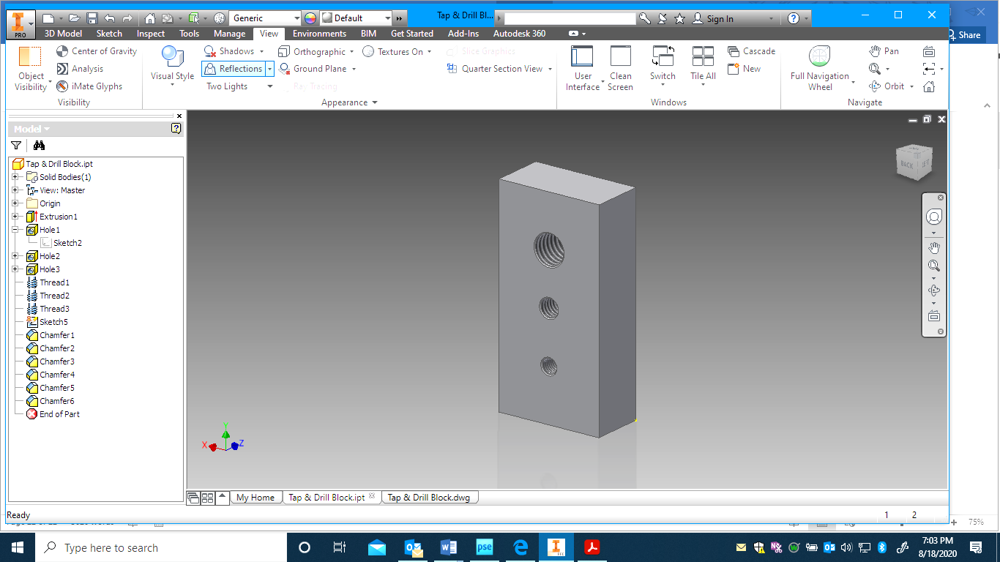 Generic
Default
Tap & Drill Bl...
Sign In
Share
PRO
3D Model Sketch Inspect Tools Manage View Environments BIM Get Started Add-Ins Autodesk 360
Object Visibility
Center of Gravity
Analysis
iMate Glyphs
Visibility
Visual Style
Shadows
Reflections
Two Lights
Orthographic
Ground Plane
Ray Tracing
Textures On
Slice Graphics
Quarter Section View
Appearance
User Interface
Clean Screen
Switch
Tile All
Cascade
New
Windows
Full Navigation Wheel
Pan
Orbit
Navigate
Model
Tap & Drill Block.ipt
Solid Bodies(1)
View: Master
Origin
Extrusion1
Hole1
Sketch2
Hole2
Hole3
Thread1
Thread2
Thread3
Sketch5
Chamfer1
Chamfer2
Chamfer3
Chamfer4
Chamfer5
Chamfer6
End of Part
BACK LEFT
X Y Z
My Home Tap & Drill Block.ipt Tap & Drill Block.dwg
Ready 1 2
75%
Type here to search
pse
7:03 PM
8/18/2020